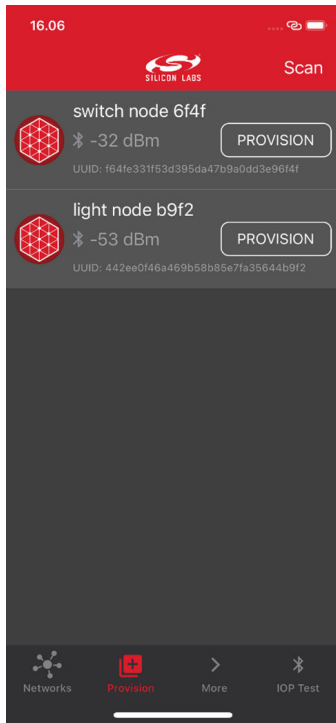 16.06
SILICON LABS
Scan
switch node 6f4f
-32 dBm
PROVISION
UUID: f64fe331f53d395da47b9a0dd3e96f4f
light node b9f2
-53 dBm
PROVISION
UUID: 442ee0f46a469b58b85e7fa35644b9f2
Networks
Provision
More
IOP Test